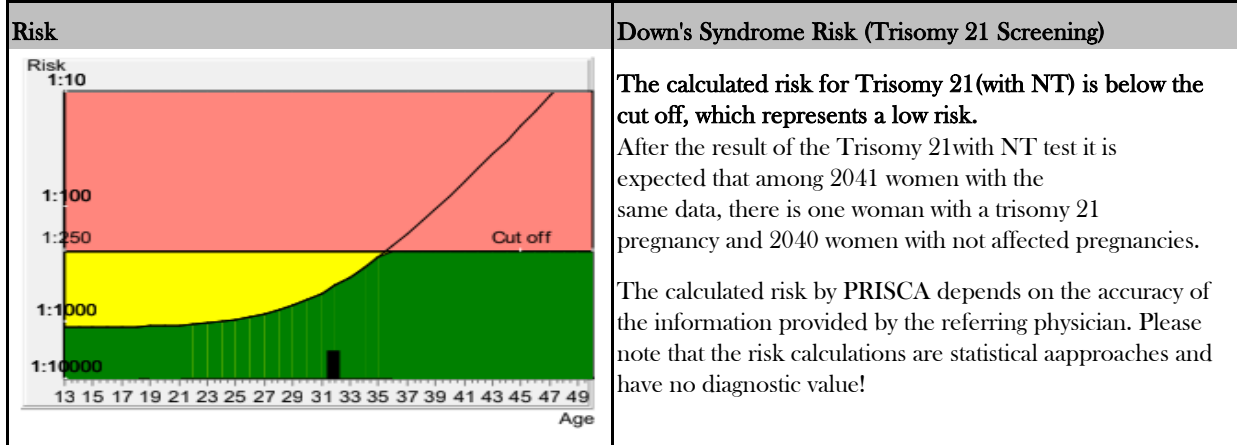 Risk
Down's Syndrome Risk (Trisomy 21 Screening)
Risk
1:10
1:100
1:250
Cut off
1:1000
1:10000
13 15 17 19 21 23 25 27 29 31 33 35 37 39 41 43 45 47 49
Age
The calculated risk for Trisomy 21(with NT) is below the
cut off, which represents a low risk.
After the result of the Trisomy 21with NT test it is
expected that among 2041 women with the
same data, there is one woman with a trisomy 21
pregnancy and 2040 women with not affected pregnancies.
The calculated risk by PRISCA depends on the accuracy of
the information provided by the referring physician. Please
note that the risk calculations are statistical aapproaches and
have no diagnostic value!